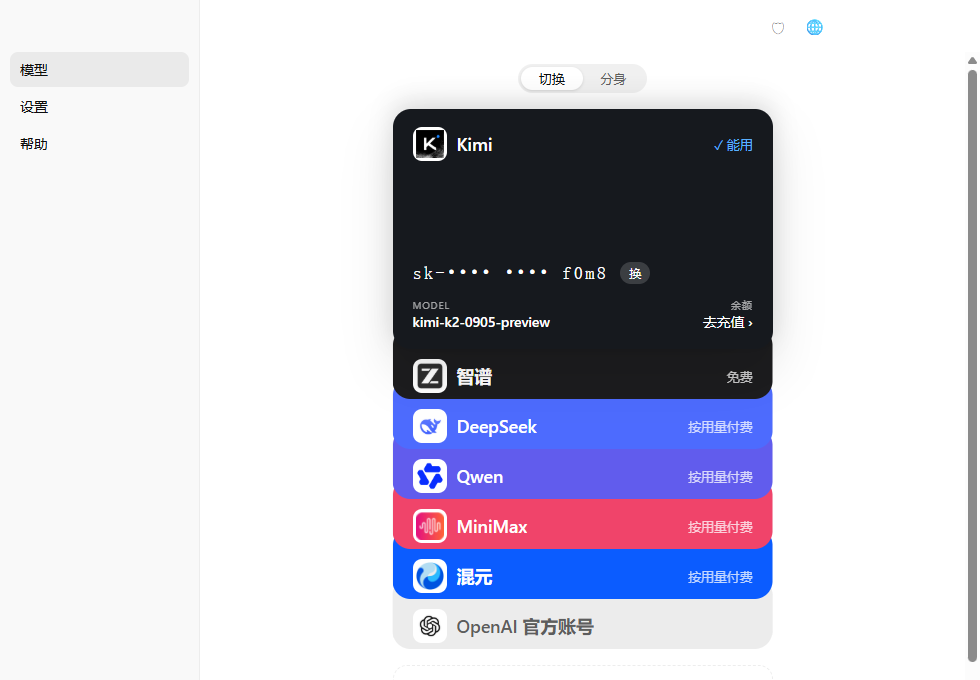 模型
设置
帮助
切换 分身
Kimi ✓ 能用
sk-•••• •••• f0m8 换
MODEL 余额
kimi-k2-0905-preview 去充值 ›
智谱 免费
DeepSeek 按用量付费
Qwen 按用量付费
MiniMax 按用量付费
混元 按用量付费
OpenAI 官方账号